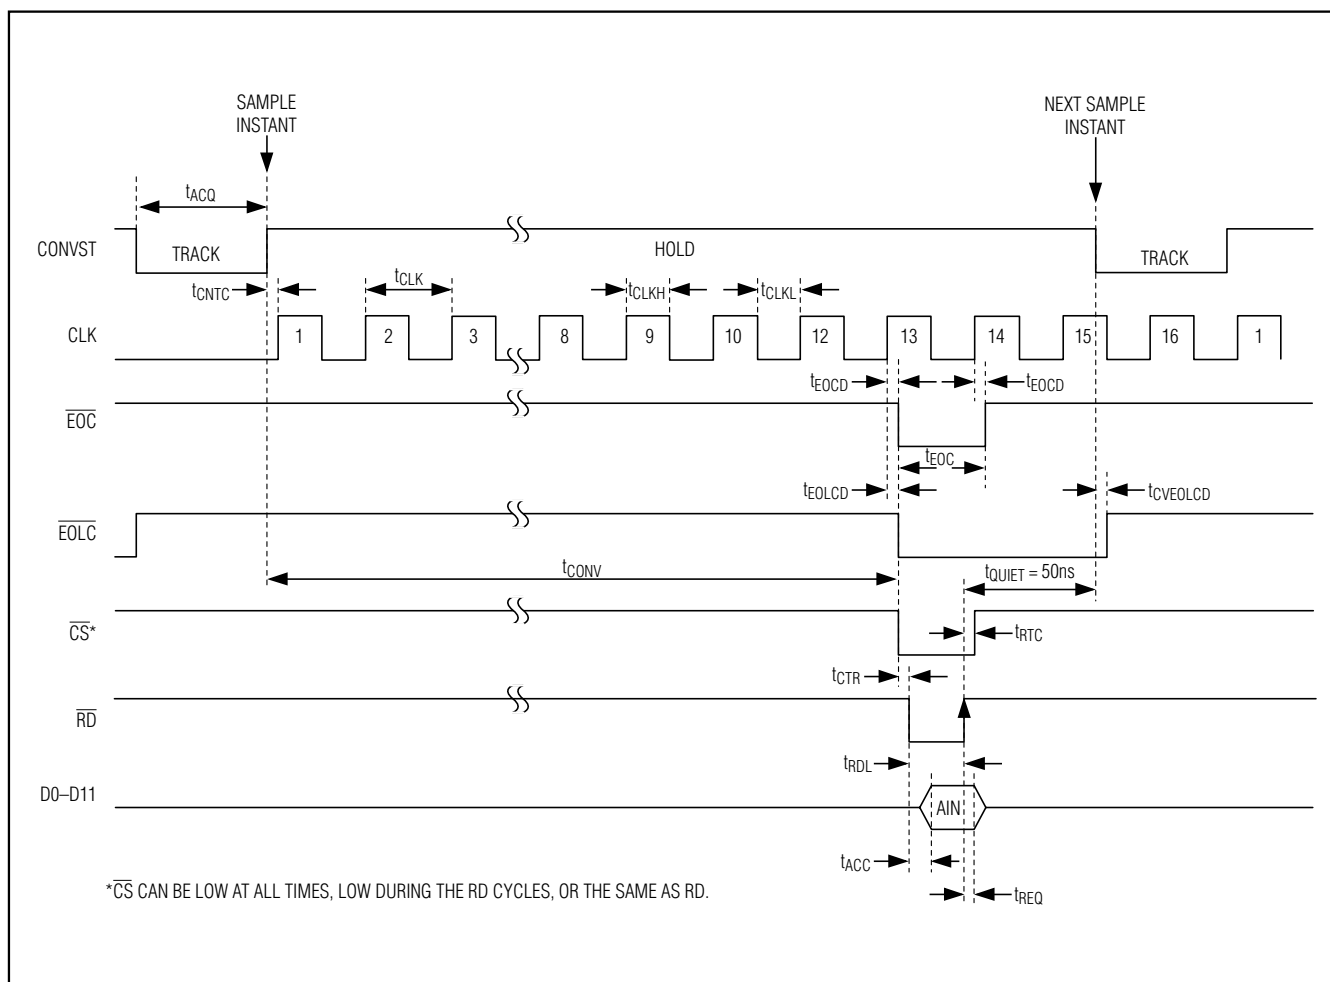 SAMPLE
INSTANT
NEXT SAMPLE
INSTANT
tACQ
CONVST
TRACK
HOLD
TRACK
tCNTC
tCLK
tCLKH
tCLKL
CLK
1 2 3 8 9 10 12 13 14 15 16 1
tEOCD
tEOCD
EOC
tEOC
tEOLCD
tCVEOLCD
EOLC
tCONV
tQUIET = 50ns
CS*
tRTC
tCTR
RD
tRDL
D0–D11
AIN
tACC
*CS CAN BE LOW AT ALL TIMES, LOW DURING THE RD CYCLES, OR THE SAME AS RD.
tREQ